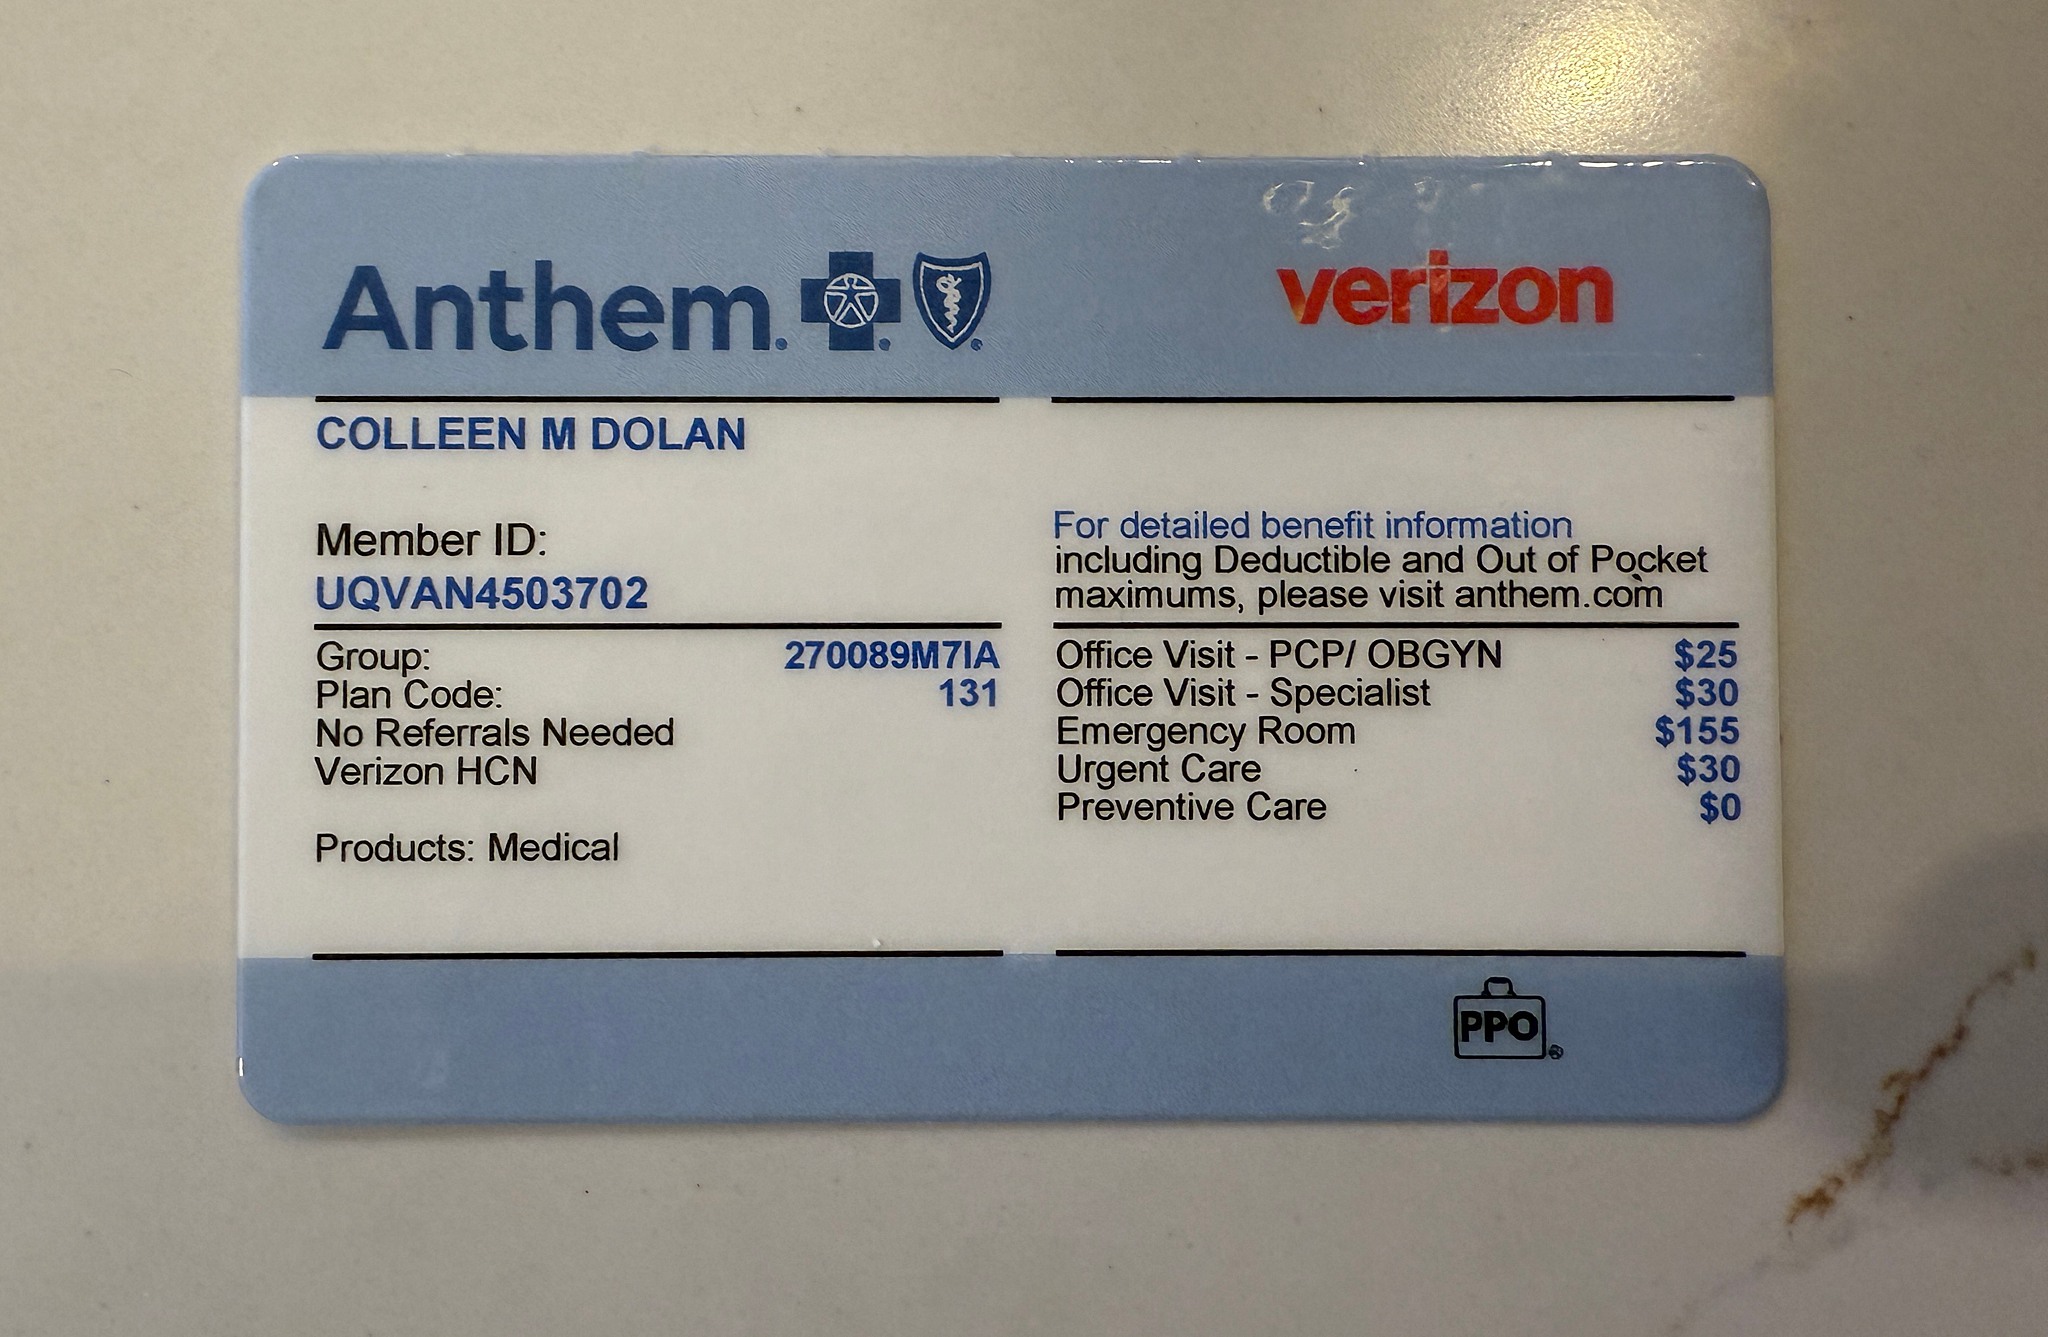 Anthem.
verizon
COLLEEN M DOLAN
Member ID:
UQVAN4503702
Group: 270089M7IA
Plan Code: 131
No Referrals Needed
Verizon HCN
Products: Medical
For detailed benefit information
including Deductible and Out of Pocket
maximums, please visit anthem.com
Office Visit - PCP/ OBGYN $25
Office Visit - Specialist $30
Emergency Room $155
Urgent Care $30
Preventive Care $0
PPO®